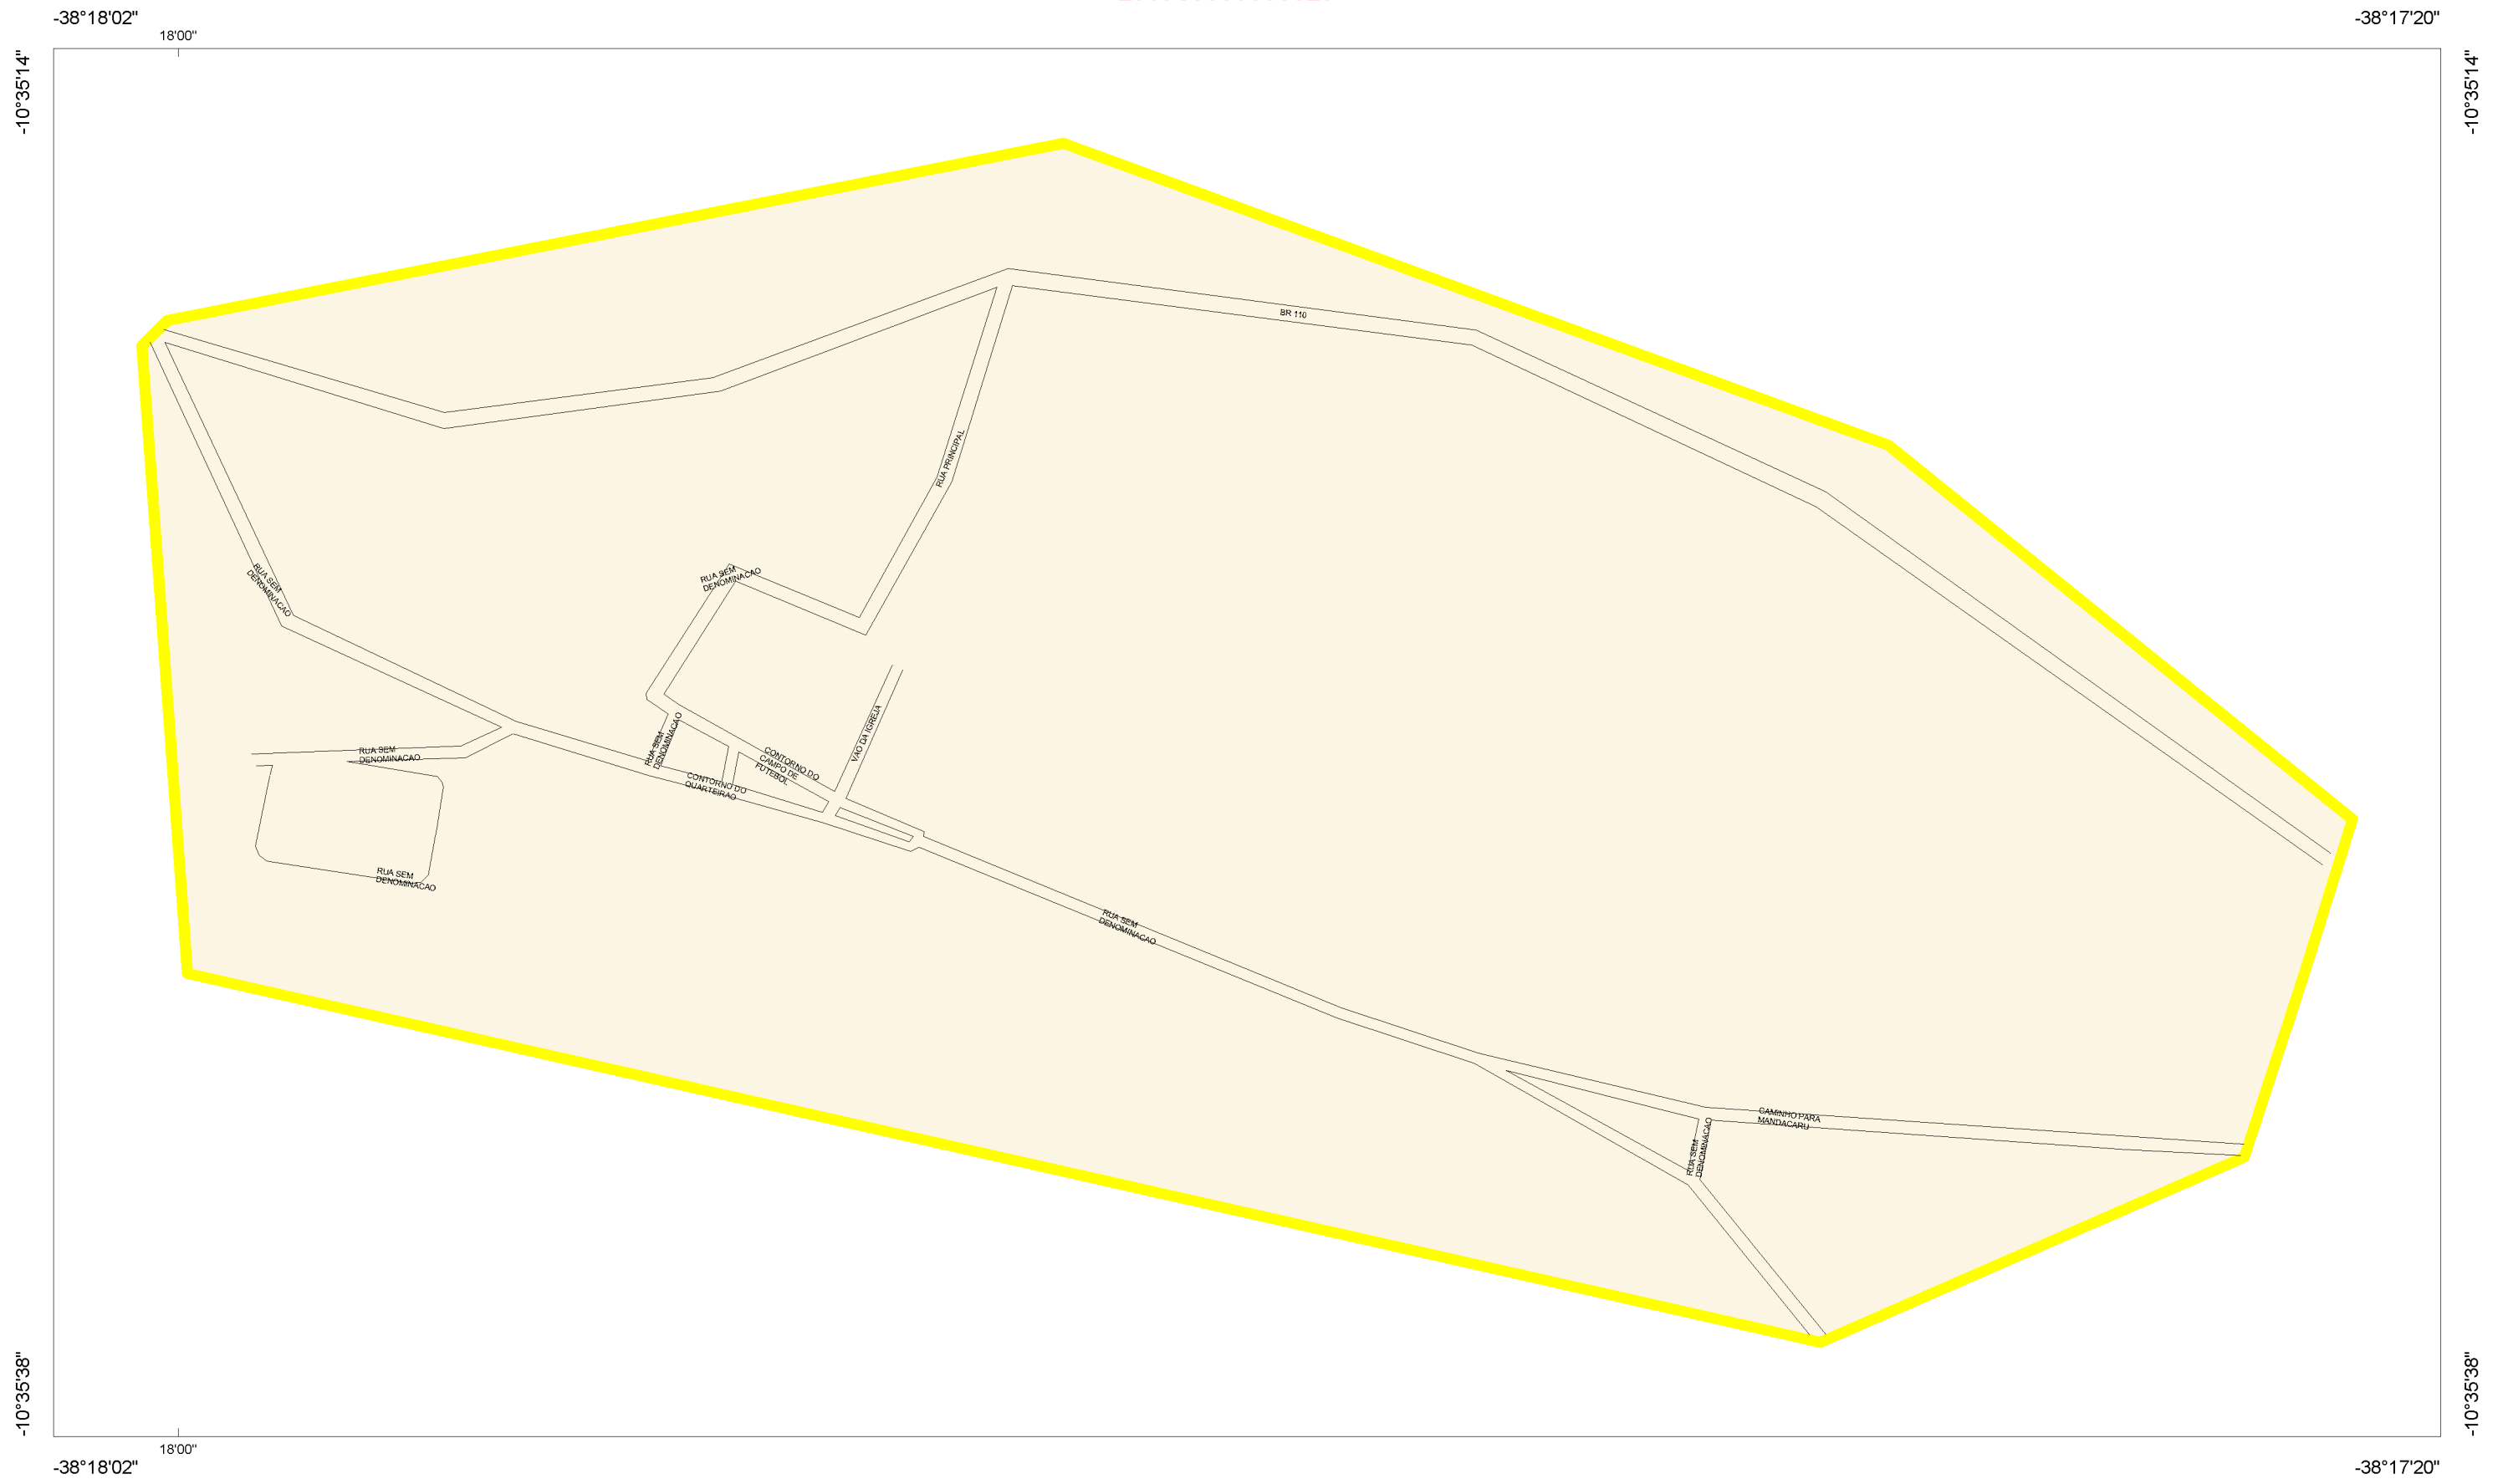 -38°18'02"
-38°17'20"
18'00"
-10°35'14"
-10°35'14"
BR 110
RUA PRINCIPAL
RUA SEM
DENOMINACAO
RUA SEM
DENOMINACAO
VAO DA IGREJA
RUA SEM
DENOMINACAO
CONTORNO DO
CAMPO DE
FUTEBOL
RUA SEM
DENOMINACAO
CONTORNO DO
QUARTEIRAO
RUA SEM
DENOMINACAO
RUA SEM
DENOMINACAO
CAMINHO PARA
MANDACARU
RUA SEM
DENOMINACAO
-10°35'38"
-10°35'38"
18'00"
-38°18'02"
-38°17'20"